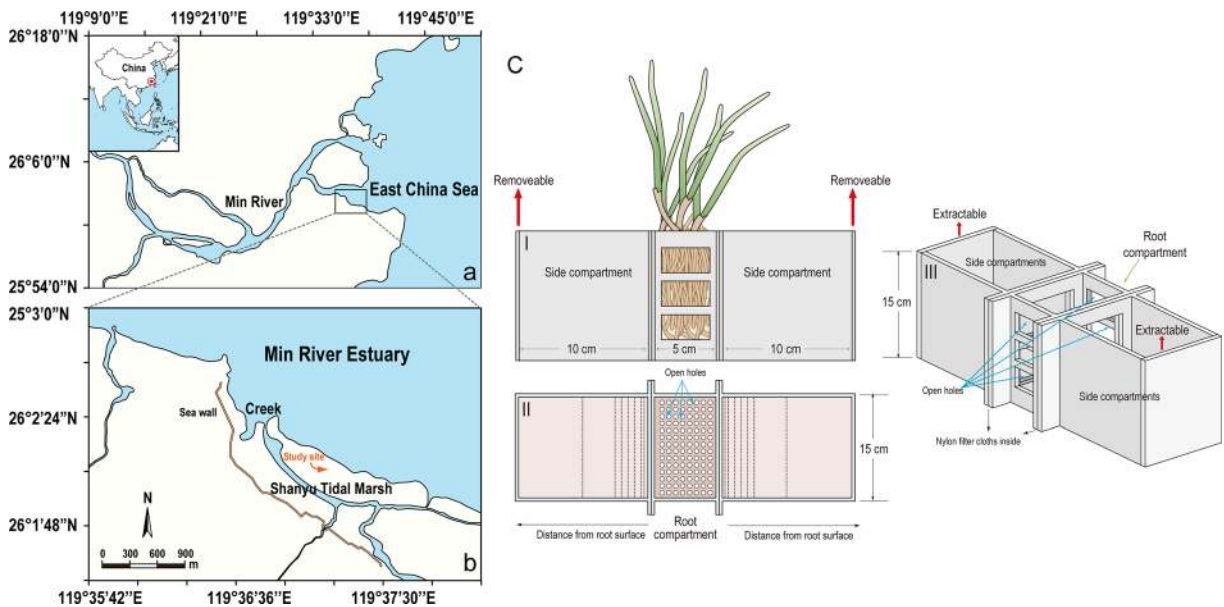 119°9'0''E
119°21'0''E
119°33'0''E
119°45'0''E
26°18'0''N
26°6'0''N
25°54'0''N
China
Min River
East China Sea
a
25°3'0''N
26°2'24''N
26°1'48''N
Min River Estuary
Sea wall
Creek
Study site
Shanyu Tidal Marsh
N
0 300 600 900
m
b
119°35'42''E
119°36'36''E
119°37'30''E
C
Removeable
Removeable
I
Side compartment
Side compartment
10 cm
5 cm
10 cm
Open holes
II
15 cm
Distance from root surface
Root
compartment
Distance from root surface
Extractable
Root
compartment
III
Side compartments
15 cm
Extractable
Open holes
Side compartments
Nylon filter cloths inside